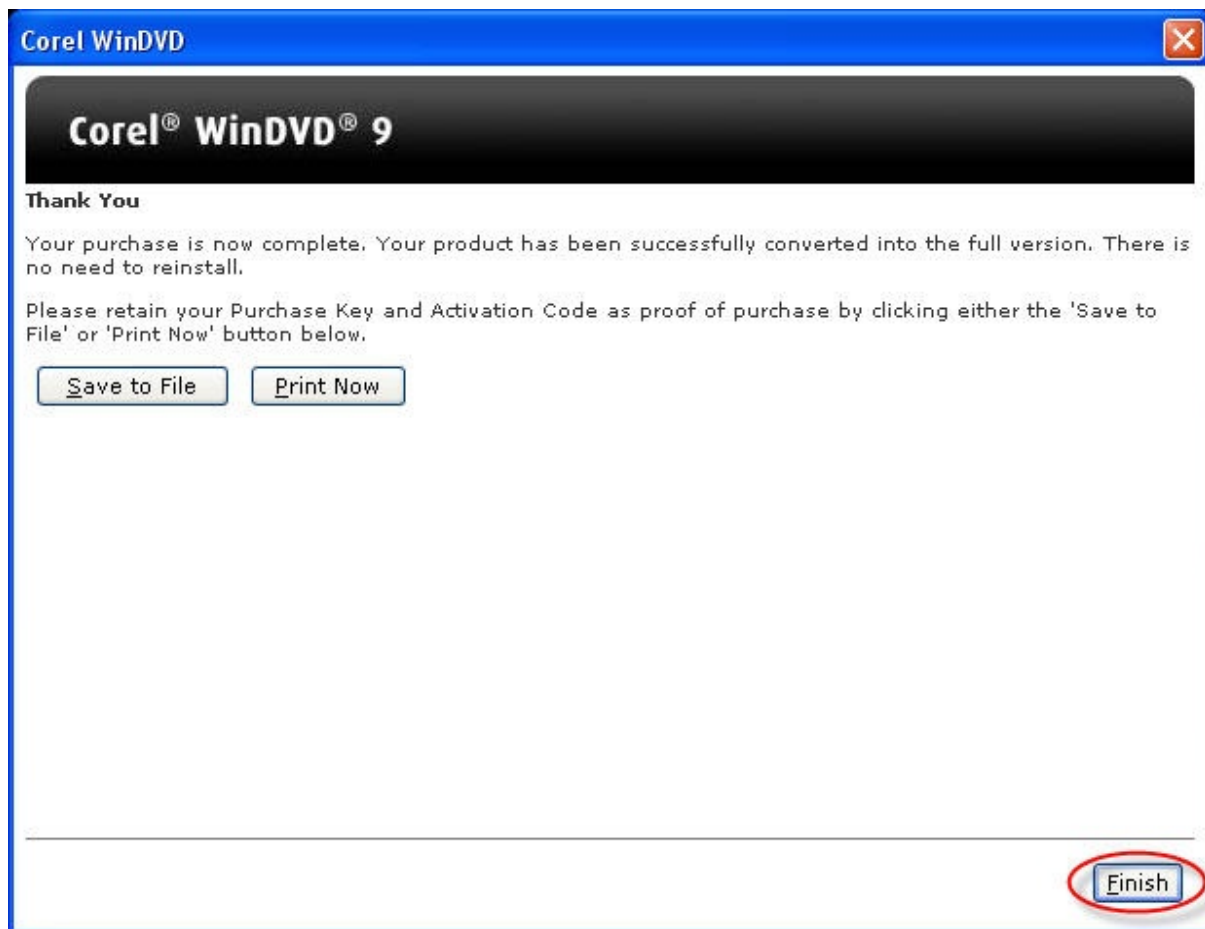 Corel WinDVD
Corel® WinDVD® 9
Thank You
Your purchase is now complete. Your product has been successfully converted into the full version. There is
no need to reinstall.
Please retain your Purchase Key and Activation Code as proof of purchase by clicking either the 'Save to
File' or 'Print Now' button below.
Save to File Print Now
Finish